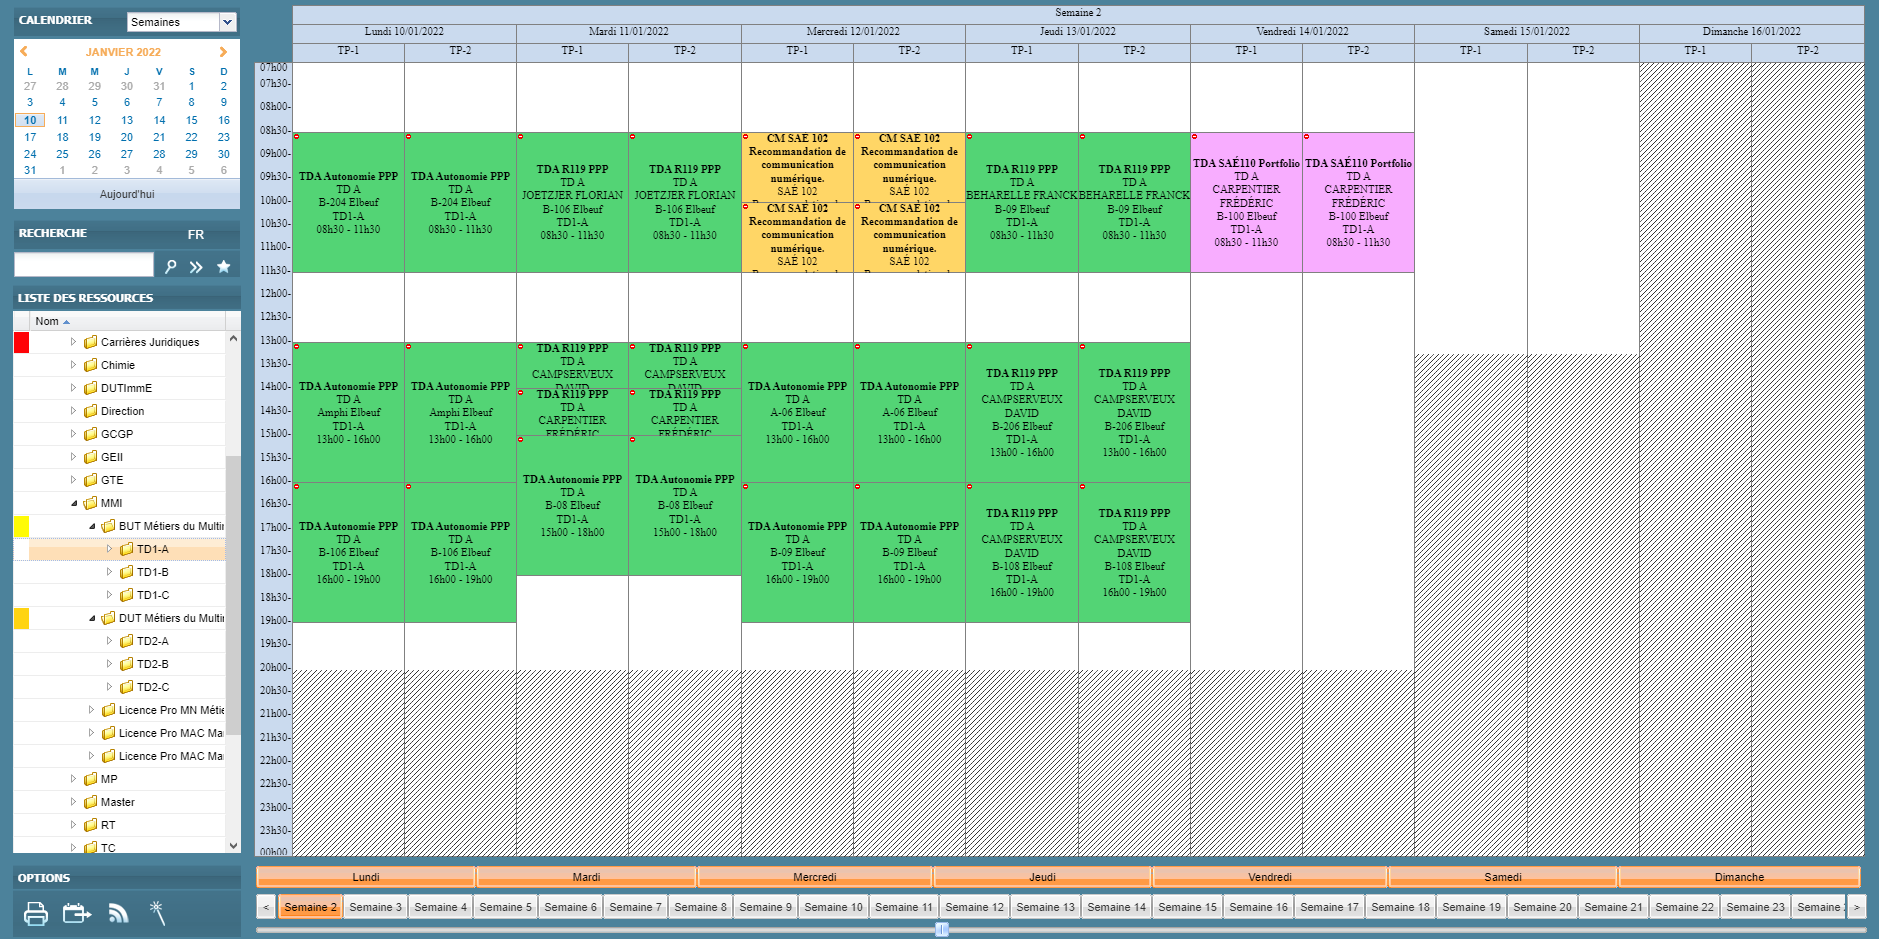 CALENDRIER
Semaines
JANVIER 2022
L M M J V S D
27 28 29 30 31 1 2
3 4 5 6 7 8 9
10 11 12 13 14 15 16
17 18 19 20 21 22 23
24 25 26 27 28 29 30
31 1 2 3 4 5 6
Aujourd'hui
RECHERCHE FR
LISTE DES RESSOURCES
Nom
Carrières Juridiques
Chimie
DUTImmE
Direction
GCGP
GEII
GTE
MMI
BUT Métiers du Multin
TD1-A
TD1-B
TD1-C
DUT Métiers du Multin
TD2-A
TD2-B
TD2-C
Licence Pro MN Métie
Licence Pro MAC Mar
Licence Pro MAC Mar
MP
Master
RT
TC
OPTIONS
Semaine 2
Lundi 10/01/2022 Mardi 11/01/2022 Mercredi 12/01/2022 Jeudi 13/01/2022 Vendredi 14/01/2022 Samedi 15/01/2022 Dimanche 16/01/2022
TP-1 TP-2 TP-1 TP-2 TP-1 TP-2 TP-1 TP-2 TP-1 TP-2 TP-1 TP-2 TP-1 TP-2
07h00
07h30-
08h00-
08h30-
09h00-
09h30-
10h00-
10h30-
11h00-
11h30-
12h00-
12h30-
13h00-
13h30-
14h00-
14h30-
15h00-
15h30-
16h00-
16h30-
17h00-
17h30-
18h00-
18h30-
19h00-
19h30-
20h00-
20h30-
21h00-
21h30-
22h00-
22h30-
23h00-
23h30-
00h00
TDA Autonomie PPP
TD A
B-204 Elbeuf
TD1-A
08h30 - 11h30
TDA Autonomie PPP
TD A
B-204 Elbeuf
TD1-A
08h30 - 11h30
TDA R119 PPP
TD A
JOETZJER FLORIAN
B-106 Elbeuf
TD1-A
08h30 - 11h30
TDA R119 PPP
TD A
JOETZJER FLORIAN
B-106 Elbeuf
TD1-A
08h30 - 11h30
CM SAE 102
Recommandation de
communication
numérique.
SAÉ 102
CM SAE 102
Recommandation de
communication
numérique.
SAÉ 102
CM SAE 102
Recommandation de
communication
numérique.
SAÉ 102
CM SAE 102
Recommandation de
communication
numérique.
SAÉ 102
TDA R119 PPP
TD A
BEHARELLE FRANCK
B-09 Elbeuf
TD1-A
08h30 - 11h30
TDA R119 PPP
TD A
BEHARELLE FRANCK
B-09 Elbeuf
TD1-A
08h30 - 11h30
TDA SAÉ110 Portfolio
TD A
CARPENTIER
FRÉDÉRIC
B-100 Elbeuf
TD1-A
08h30 - 11h30
TDA SAÉ110 Portfolio
TD A
CARPENTIER
FRÉDÉRIC
B-100 Elbeuf
TD1-A
08h30 - 11h30
TDA Autonomie PPP
TD A
Amphi Elbeuf
TD1-A
13h00 - 16h00
TDA Autonomie PPP
TD A
Amphi Elbeuf
TD1-A
13h00 - 16h00
TDA R119 PPP
TD A
CAMPSERVEUX
DAVID
TDA R119 PPP
TD A
CAMPSERVEUX
DAVID
TDA R119 PPP
TD A
CARPENTIER
FRÉDÉRIC
TDA R119 PPP
TD A
CARPENTIER
FRÉDÉRIC
TDA Autonomie PPP
TD A
B-08 Elbeuf
TD1-A
15h00 - 18h00
TDA Autonomie PPP
TD A
B-08 Elbeuf
TD1-A
15h00 - 18h00
TDA Autonomie PPP
TD A
A-06 Elbeuf
TD1-A
13h00 - 16h00
TDA Autonomie PPP
TD A
A-06 Elbeuf
TD1-A
13h00 - 16h00
TDA R119 PPP
TD A
CAMPSERVEUX
DAVID
B-206 Elbeuf
TD1-A
13h00 - 16h00
TDA R119 PPP
TD A
CAMPSERVEUX
DAVID
B-206 Elbeuf
TD1-A
13h00 - 16h00
TDA Autonomie PPP
TD A
B-106 Elbeuf
TD1-A
16h00 - 19h00
TDA Autonomie PPP
TD A
B-106 Elbeuf
TD1-A
16h00 - 19h00
TDA Autonomie PPP
TD A
B-09 Elbeuf
TD1-A
16h00 - 19h00
TDA Autonomie PPP
TD A
B-09 Elbeuf
TD1-A
16h00 - 19h00
TDA R119 PPP
TD A
CAMPSERVEUX
DAVID
B-108 Elbeuf
TD1-A
16h00 - 19h00
TDA R119 PPP
TD A
CAMPSERVEUX
DAVID
B-108 Elbeuf
TD1-A
16h00 - 19h00
Lundi Mardi Mercredi Jeudi Vendredi Samedi Dimanche
< Semaine 2 Semaine 3 Semaine 4 Semaine 5 Semaine 6 Semaine 7 Semaine 8 Semaine 9 Semaine 10 Semaine 11 Semaine 12 Semaine 13 Semaine 14 Semaine 15 Semaine 16 Semaine 17 Semaine 18 Semaine 19 Semaine 20 Semaine 21 Semaine 22 Semaine 23 Semaine >